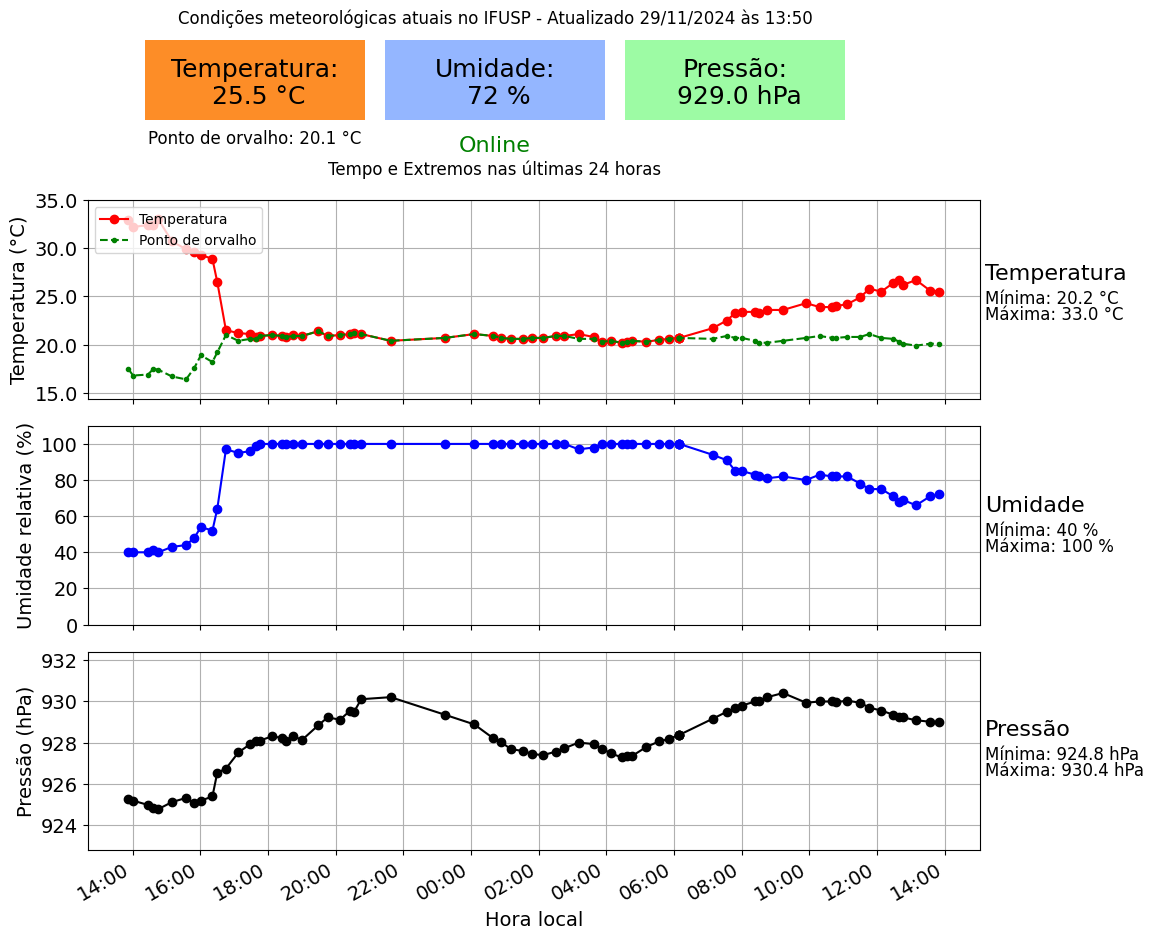 Condições meteorológicas atuais no IFUSP - Atualizado 29/11/2024 às 13:50
Temperatura:
25.5 °C
Umidade:
72 %
Pressão:
929.0 hPa
Ponto de orvalho: 20.1 °C
Online
Tempo e Extremos nas últimas 24 horas
Temperatura (°C)
35.0
30.0
25.0
20.0
15.0
Temperatura
Ponto de orvalho
Temperatura
Mínima: 20.2 °C
Máxima: 33.0 °C
Umidade relativa (%)
100
80
60
40
20
0
Umidade
Mínima: 40 %
Máxima: 100 %
Pressão (hPa)
932
930
928
926
924
Pressão
Mínima: 924.8 hPa
Máxima: 930.4 hPa
14:00 16:00 18:00 20:00 22:00 00:00 02:00 04:00 06:00 08:00 10:00 12:00 14:00
Hora local